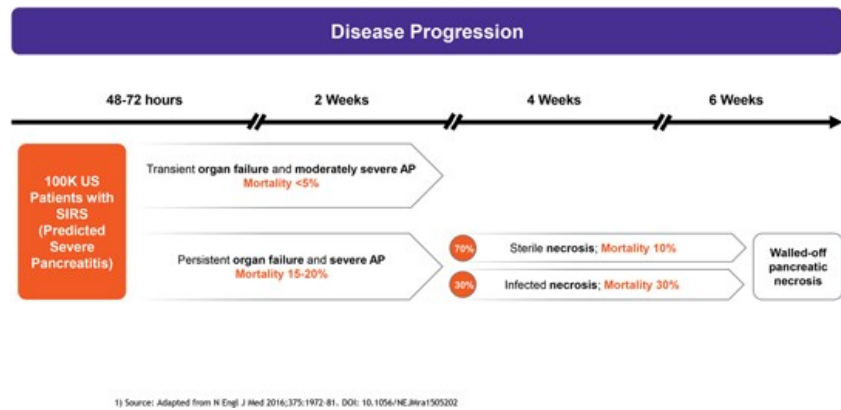 Disease Progression
48-72 hours
2 Weeks
4 Weeks
6 Weeks
100K US
Patients with
SIRS
(Predicted
Severe
Pancreatitis)
Transient organ failure and moderately severe AP
Mortality <5%
Persistent organ failure and severe AP
Mortality 15-20%
70%
Sterile necrosis; Mortality 10%
30%
Infected necrosis; Mortality 30%
Walled-off
pancreatic
necrosis
1) Source: Adapted from N Engl J Med 2016;375:1972-81. DOI: 10.1056/NEJMra1505202